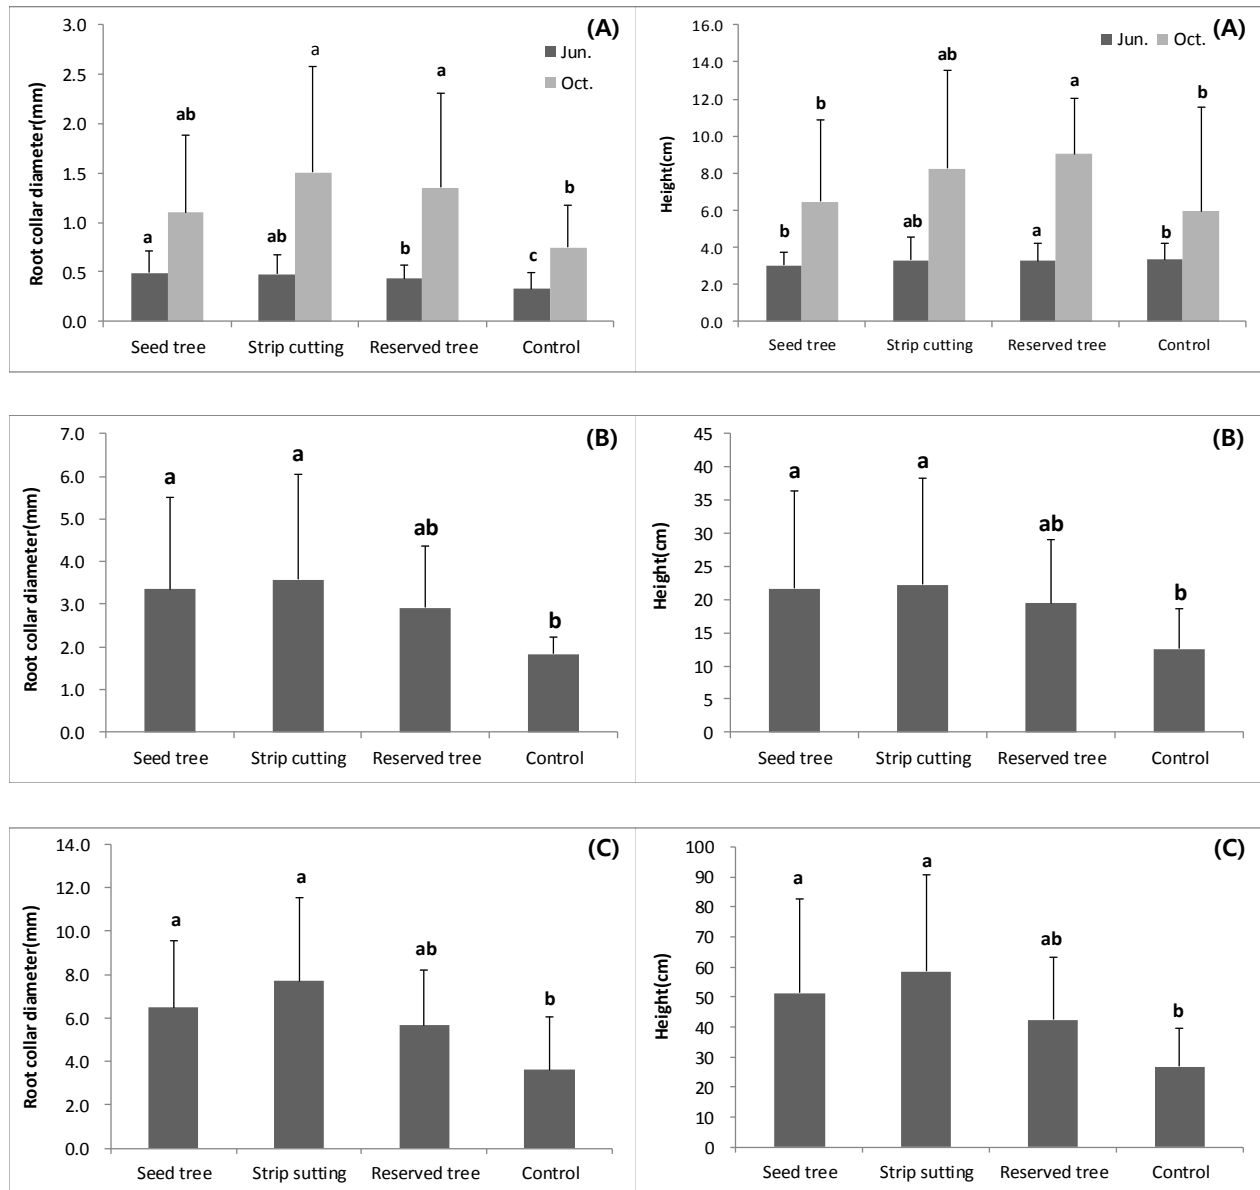 (A)
Root collar diameter(mm)
3.0
2.5
2.0
1.5
1.0
0.5
0.0
Jun.
Oct.
a
ab
ab
a
b
a
c
b
Seed tree
Strip cutting
Reserved tree
Control
(A)
Height(cm)
16.0
14.0
12.0
10.0
8.0
6.0
4.0
2.0
0.0
Jun.
Oct.
b
b
ab
ab
a
a
b
b
Seed tree
Strip cutting
Reserved tree
Control
(B)
Root collar diameter(mm)
7.0
6.0
5.0
4.0
3.0
2.0
1.0
0.0
a
a
ab
b
Seed tree
Strip cutting
Reserved tree
Control
(B)
Height(cm)
45
40
35
30
25
20
15
10
5
0
a
a
ab
b
Seed tree
Strip cutting
Reserved tree
Control
(C)
Root collar diameter(mm)
14.0
12.0
10.0
8.0
6.0
4.0
2.0
0.0
a
a
ab
b
Seed tree
Strip sutting
Reserved tree
Control
(C)
Height(cm)
100
90
80
70
60
50
40
30
20
10
0
a
a
ab
b
Seed tree
Strip sutting
Reserved tree
Control